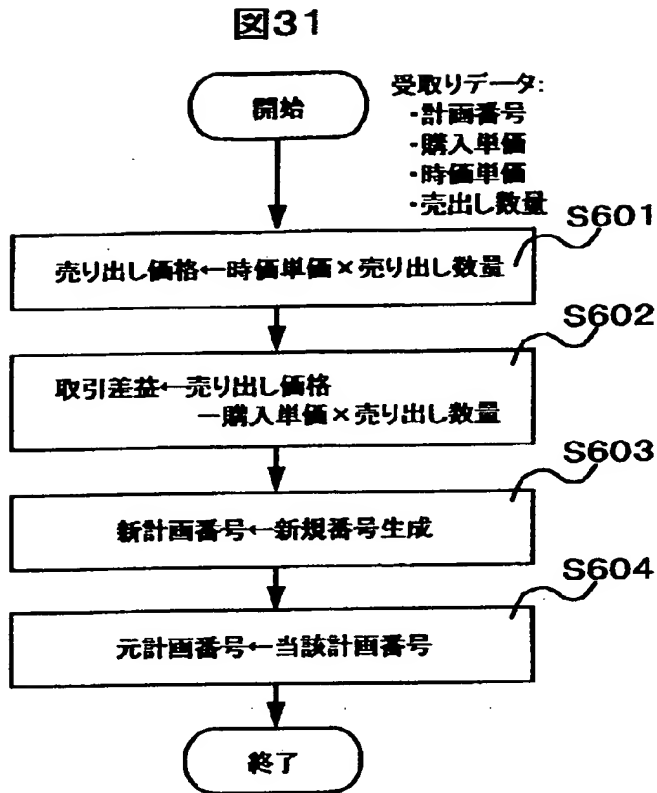 図31
開始
受取りデータ:
・計画番号
・購入単価
・時価単価
・売出し数量
S601
売り出し価格←時価単価×売り出し数量
S602
取引差益←売り出し価格
－購入単価×売り出し数量
S603
新計画番号←新規番号生成
S604
元計画番号←当該計画番号
終了